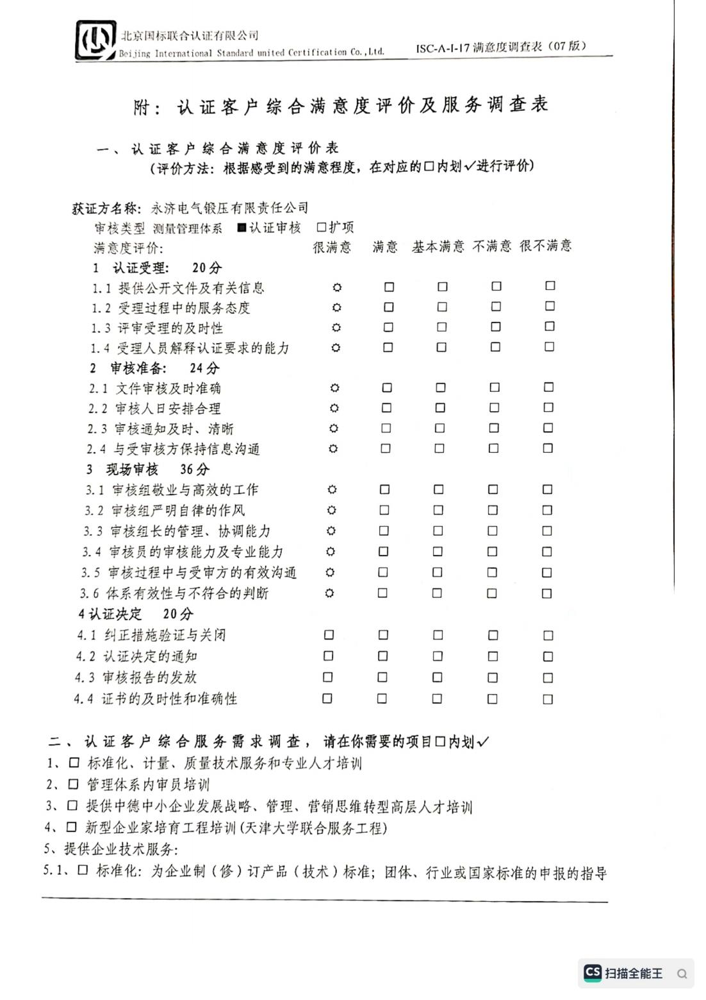 北京国标联合认证有限公司
Beijing International Standard united Certification Co.,Ltd. ISC-A-I-17 满意度调查表（07 版）
附：认证客户综合满意度评价及服务调查表
一、认证客户综合满意度评价表
（评价方法：根据感受到的满意程度，在对应的□内划✓进行评价）
获证方名称：永济电气锻压有限责任公司
审核类型 测量管理体系 ■认证审核 □扩项
满意度评价： 很满意 满意 基本满意 不满意 很不满意
1 认证受理： 20 分
1.1 提供公开文件及有关信息 ☼ □ □ □ □
1.2 受理过程中的服务态度 ☼ □ □ □ □
1.3 评审受理的及时性 ☼ □ □ □ □
1.4 受理人员解释认证要求的能力 ☼ □ □ □ □
2 审核准备： 24 分
2.1 文件审核及时准确 ☼ □ □ □ □
2.2 审核人日安排合理 ☼ □ □ □ □
2.3 审核通知及时、清晰 ☼ □ □ □ □
2.4 与受审核方保持信息沟通 ☼ □ □ □ □
3 现场审核 36 分
3.1 审核组敬业与高效的工作 ☼ □ □ □ □
3.2 审核组严明自律的作风 ☼ □ □ □ □
3.3 审核组长的管理、协调能力 ☼ □ □ □ □
3.4 审核员的审核能力及专业能力 ☼ □ □ □ □
3.5 审核过程中与受审方的有效沟通 ☼ □ □ □ □
3.6 体系有效性与不符合的判断 ☼ □ □ □ □
4 认证决定 20 分
4.1 纠正措施验证与关闭 □ □ □ □ □
4.2 认证决定的通知 □ □ □ □ □
4.3 审核报告的发放 □ □ □ □ □
4.4 证书的及时性和准确性 □ □ □ □ □
二、认证客户综合服务需求调查，请在你需要的项目□内划✓
1、□ 标准化、计量、质量技术服务和专业人才培训
2、□ 管理体系内审员培训
3、□ 提供中德中小企业发展战略、管理、营销思维转型高层人才培训
4、□ 新型企业家培育工程培训(天津大学联合服务工程)
5、提供企业技术服务：
5.1、□ 标准化：为企业制（修）订产品（技术）标准；团体、行业或国家标准的申报的指导
CS 扫描全能王